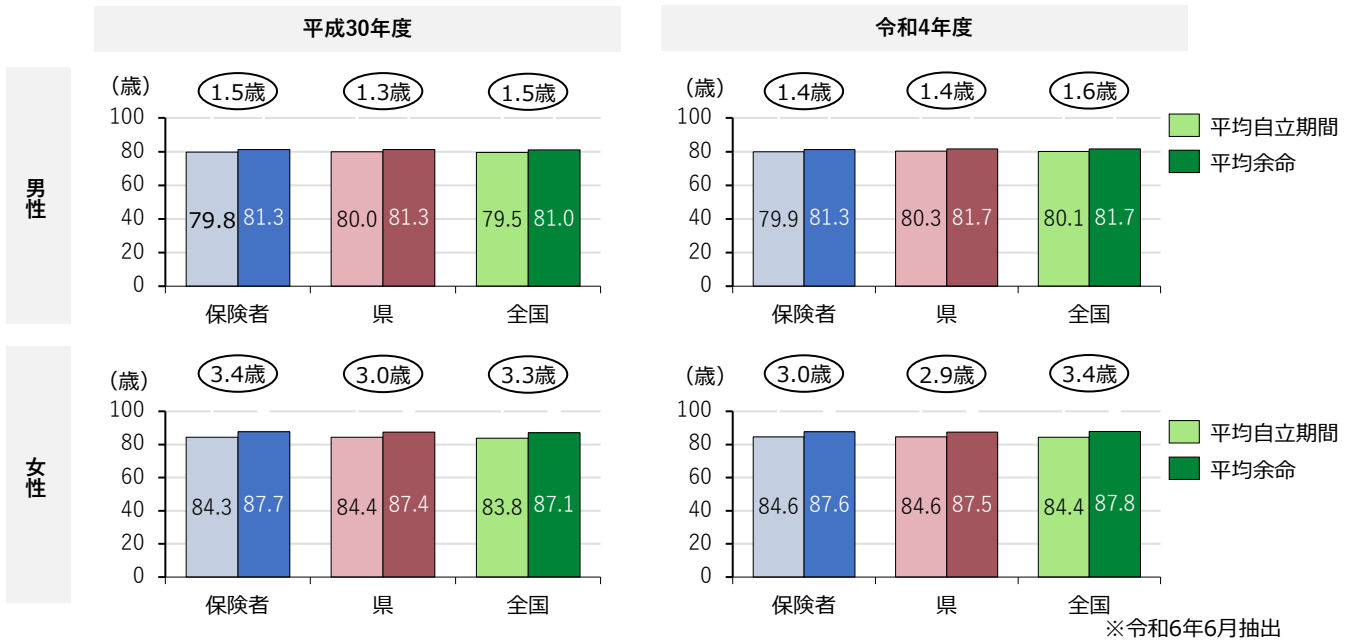 平成30年度
令和4年度
男性
（歳）
1.5歳
1.3歳
1.5歳
100
80
60
40
20
0
79.8
81.3
80.0
81.3
79.5
81.0
保険者
県
全国
（歳）
1.4歳
1.4歳
1.6歳
100
80
60
40
20
0
79.9
81.3
80.3
81.7
80.1
81.7
保険者
県
全国
平均自立期間
平均余命
女性
（歳）
3.4歳
3.0歳
3.3歳
100
80
60
40
20
0
84.3
87.7
84.4
87.4
83.8
87.1
保険者
県
全国
（歳）
3.0歳
2.9歳
3.4歳
100
80
60
40
20
0
84.6
87.6
84.6
87.5
84.4
87.8
保険者
県
全国
平均自立期間
平均余命
※令和6年6月抽出